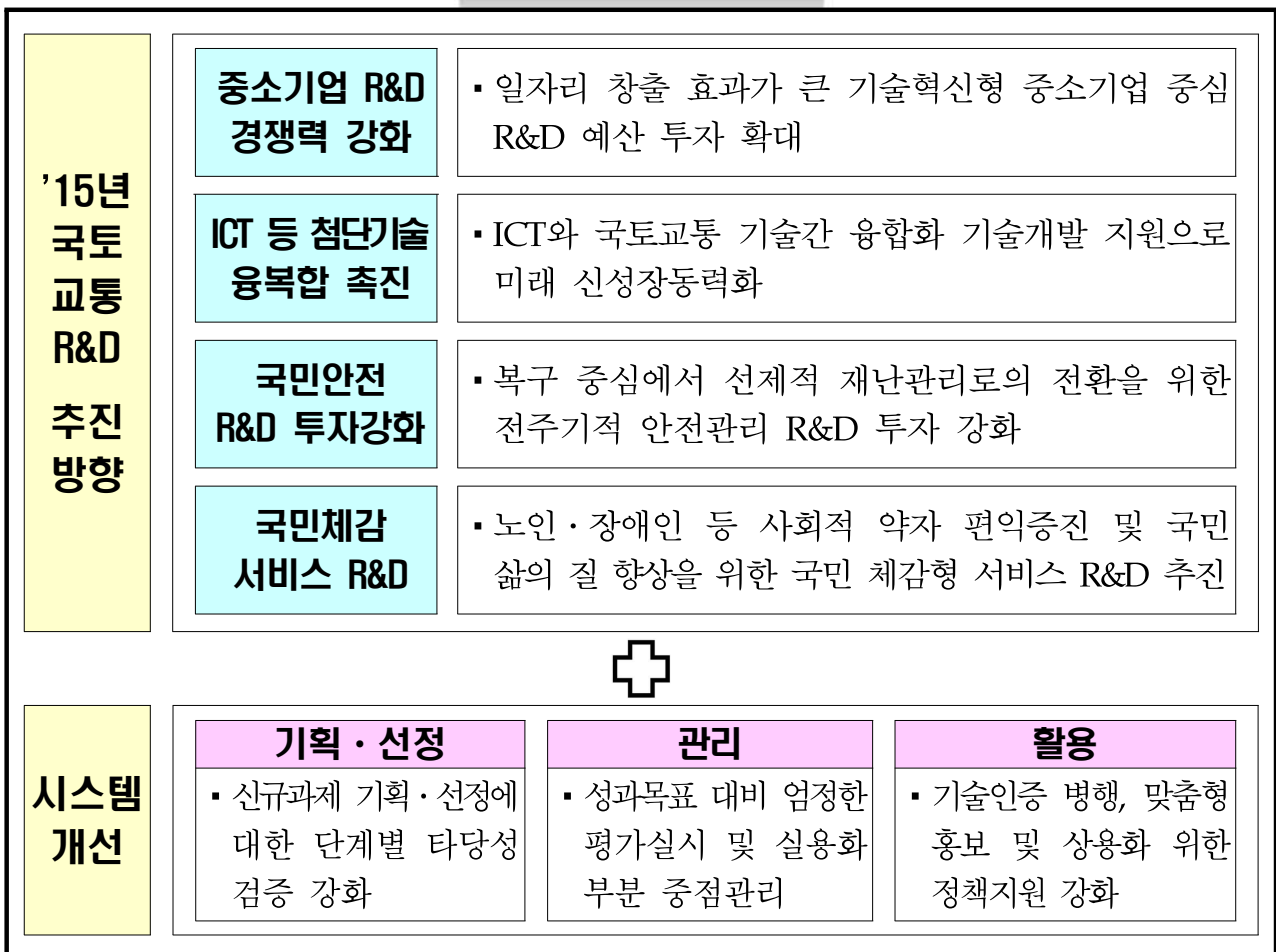 '15년
국토
교통
R&D
추진
방향
중소기업 R&D
경쟁력 강화
▪ 일자리 창출 효과가 큰 기술혁신형 중소기업 중심
R&D 예산 투자 확대
ICT 등 첨단기술
융복합 촉진
▪ ICT와 국토교통 기술간 융합화 기술개발 지원으로
미래 신성장동력화
국민안전
R&D 투자강화
▪ 복구 중심에서 선제적 재난관리로의 전환을 위한
전주기적 안전관리 R&D 투자 강화
국민체감
서비스 R&D
▪ 노인·장애인 등 사회적 약자 편익증진 및 국민
삶의 질 향상을 위한 국민 체감형 서비스 R&D 추진
시스템
개선
기획·선정
▪ 신규과제 기획·선정에
대한 단계별 타당성
검증 강화
관리
▪ 성과목표 대비 엄정한
평가실시 및 실용화
부분 중점관리
활용
▪ 기술인증 병행, 맞춤형
홍보 및 상용화 위한
정책지원 강화